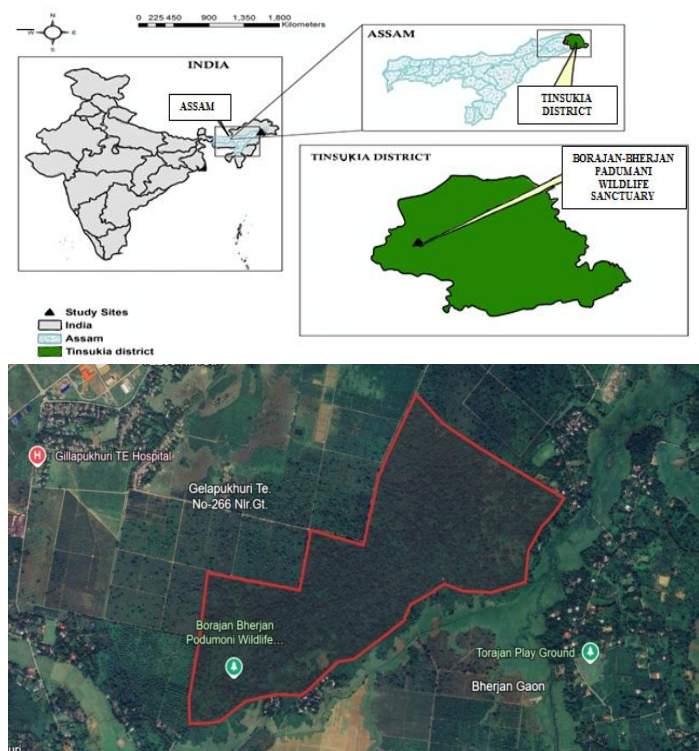 N
W E
S
0 225 450 900 1,350 1,800
Kilometers
INDIA
ASSAM
ASSAM
TINSUKIA
DISTRICT
TINSUKIA DISTRICT
BORAJAN-BHERJAN
PADUMANI
WILDLIFE
SANCTUARY
Study Sites
India
Assam
Tinsukia district
H
Gillapukhuri TE Hospital
Gelapukhuri Te.
No-266 Nlr.Gt.
Borajan Bherjan
Podumoni Wildlife...
Torajan Play Ground
Bherjan Gaon
uri